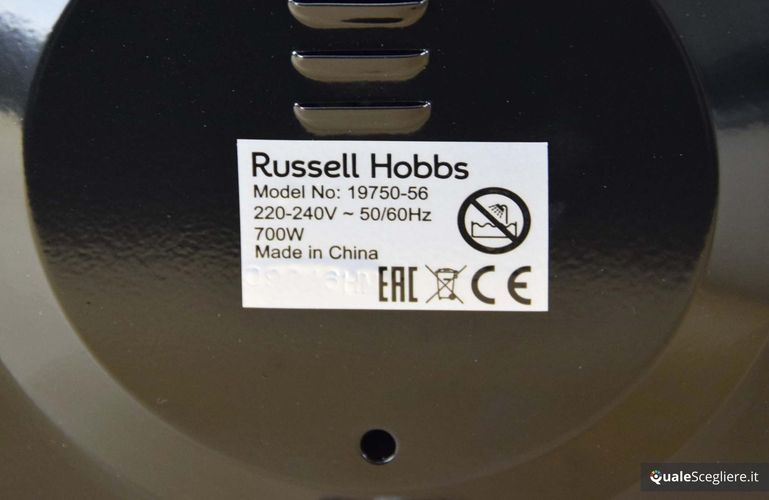 Russell Hobbs
Model No: 19750-56
220-240V ~ 50/60Hz
700W
Made in China
EAC CE
QualeScegliere.it